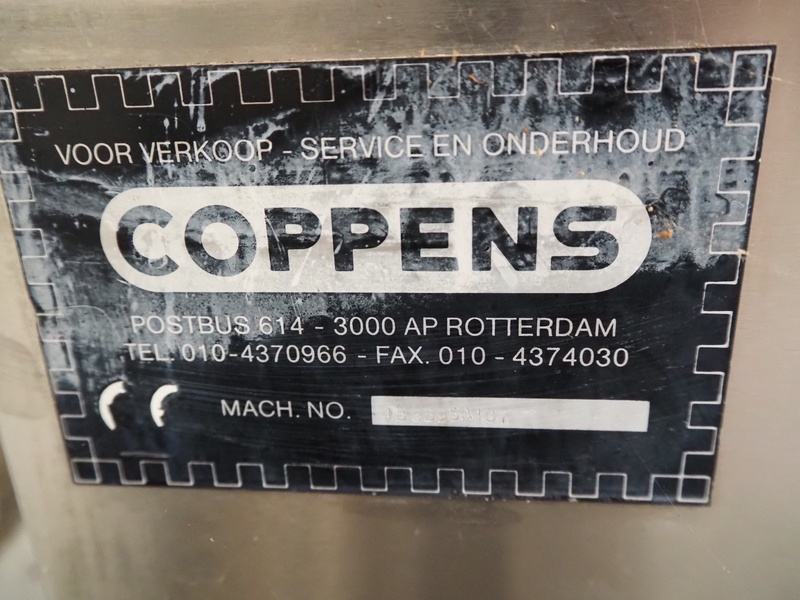 VOOR VERKOOP - SERVICE EN ONDERHOUD
COPPENS
POSTBUS 614 - 3000 AP ROTTERDAM
TEL. 010-4370966 - FAX. 010 - 4374030
CE MACH. NO.